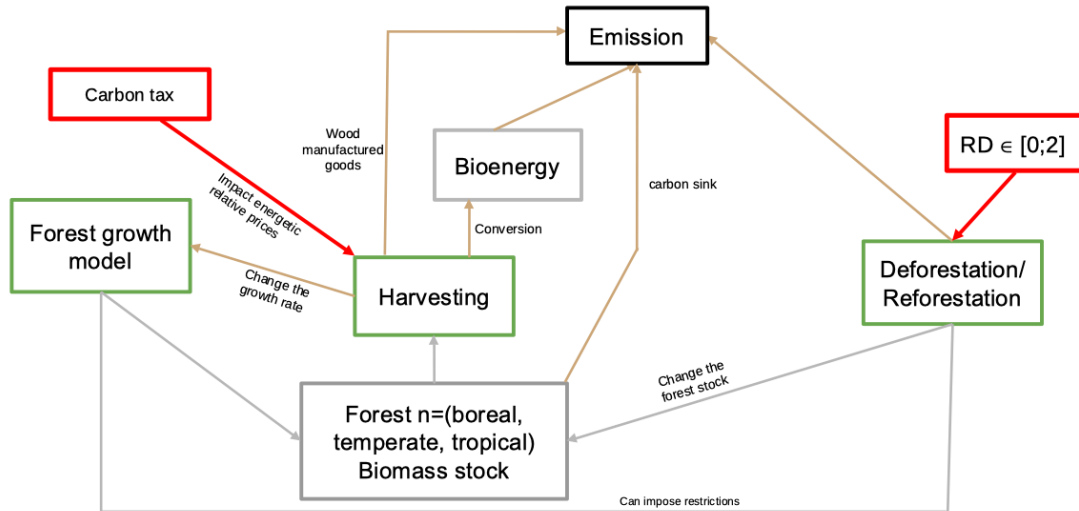 Emission
Carbon tax
Wood
manufactured
goods
RD ∈ [0;2]
Bioenergy
carbon sink
Impact energetic
relative prices
Conversion
Forest growth
model
Change the
growth rate
Harvesting
Deforestation/
Reforestation
Change the
forest stock
Forest n=(boreal,
temperate, tropical)
Biomass stock
Can impose restrictions